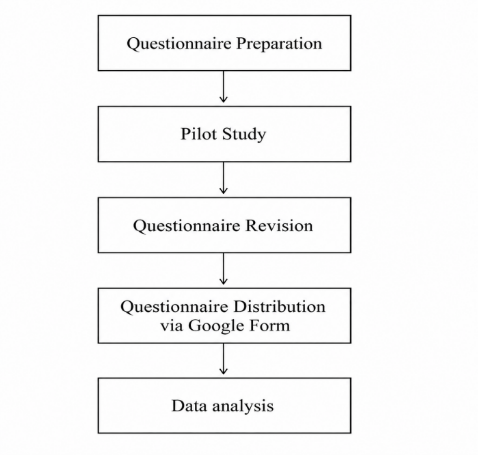 Questionnaire Preparation
Pilot Study
Questionnaire Revision
Questionnaire Distribution
via Google Form
Data analysis